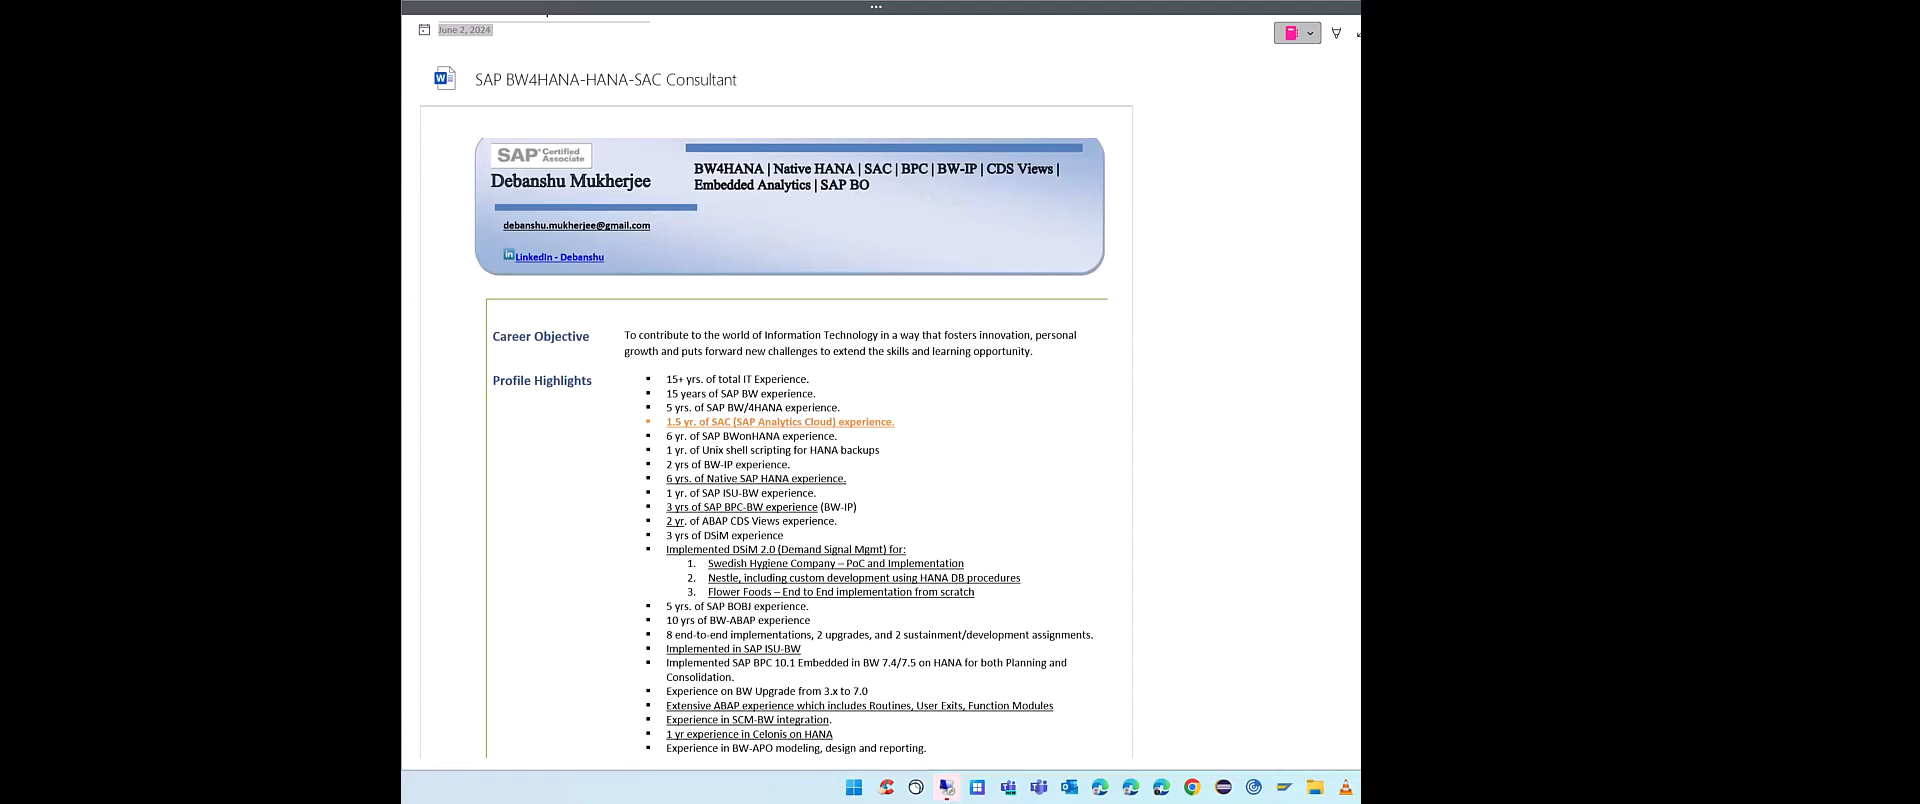 June 2, 2024
SAP BW4HANA-HANA-SAC Consultant
SAP Certified Associate
Debanshu Mukherjee
BW4HANA | Native HANA | SAC | BPC | BW-IP | CDS Views |
Embedded Analytics | SAP BO
debanshu.mukherjee@gmail.com
LinkedIn - Debanshu
Career Objective
To contribute to the world of Information Technology in a way that fosters innovation, personal
growth and puts forward new challenges to extend the skills and learning opportunity.
Profile Highlights
15+ yrs. of total IT Experience.
15 years of SAP BW experience.
5 yrs. of SAP BW/4HANA experience.
1.5 yr. of SAC (SAP Analytics Cloud) experience.
6 yr. of SAP BWonHANA experience.
1 yr. of Unix shell scripting for HANA backups
2 yrs of BW-IP experience.
6 yrs. of Native SAP HANA experience.
1 yr. of SAP ISU-BW experience.
3 yrs of SAP BPC-BW experience (BW-IP)
2 yr. of ABAP CDS Views experience.
3 yrs of DSiM experience
Implemented DSiM 2.0 (Demand Signal Mgmt) for:
1. Swedish Hygiene Company – PoC and Implementation
2. Nestle, including custom development using HANA DB procedures
3. Flower Foods – End to End implementation from scratch
5 yrs. of SAP BOBJ experience.
10 yrs of BW-ABAP experience
8 end-to-end implementations, 2 upgrades, and 2 sustainment/development assignments.
Implemented in SAP ISU-BW
Implemented SAP BPC 10.1 Embedded in BW 7.4/7.5 on HANA for both Planning and
Consolidation.
Experience on BW Upgrade from 3.x to 7.0
Extensive ABAP experience which includes Routines, User Exits, Function Modules
Experience in SCM-BW integration.
1 yr experience in Celonis on HANA
Experience in BW-APO modeling, design and reporting.